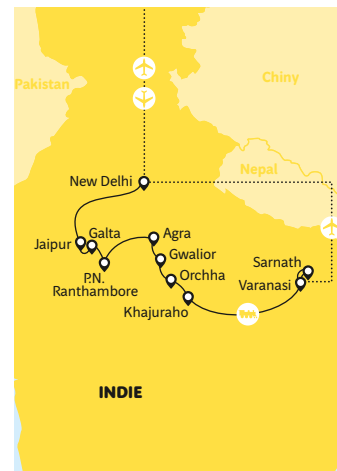 Pakistan
Chiny
Nepal
New Delhi
Jaipur
Galta
P.N.
Ranthambore
Agra
Gwalior
Orchha
Khajuraho
Sarnath
Varanasi
INDIE